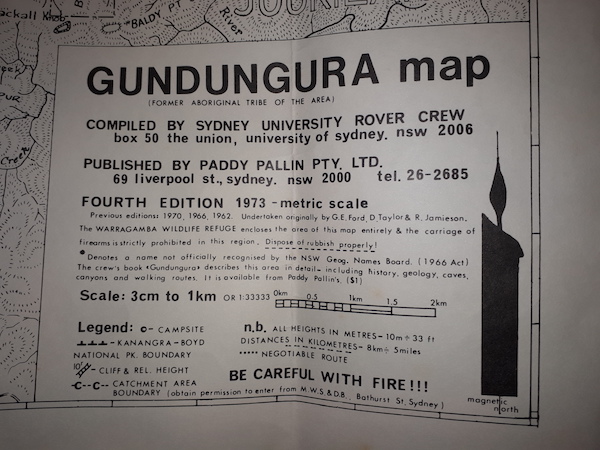 JOORILAND
ackall Knob
BALDY PT
River
Creek
GUNDUNGURA map
(FORMER ABORIGINAL TRIBE OF THE AREA)
COMPILED BY SYDNEY UNIVERSITY ROVER CREW
box 50 the union, university of sydney. nsw 2006
PUBLISHED BY PADDY PALLIN PTY. LTD.
69 liverpool st., sydney. nsw 2000 tel. 26-2685
FOURTH EDITION 1973 - metric scale
Previous editions: 1970, 1966, 1962. Undertaken originally by G.E. Ford, D. Taylor & R. Jamieson.
The WARRAGAMBA WILDLIFE REFUGE encloses the area of this map entirely & the carriage of
firearms is strictly prohibited in this region. Dispose of rubbish properly!
• Denotes a name not officially recognised by the NSW Geog. Names Board. (1966 Act)
The crew's book •Gundungura• describes this area in detail - including history, geology, caves,
canyons and walking routes. It is available from Paddy Pallin's. ($1)
Scale: 3cm to 1km OR 1:33333 0 0.5 1km 1.5 2km
Legend: - CAMPSITE
- KANANGRA - BOYD
NATIONAL PK. BOUNDARY
10' - CLIFF & REL. HEIGHT
-C--C-- CATCHMENT AREA
BOUNDARY (obtain permission to enter from M.W.S.&D.B., Bathurst St, Sydney)
n.b. ALL HEIGHTS IN METRES - 10m ÷ 33 ft
DISTANCES IN KILOMETRES - 8km ÷ 5miles
- NEGOTIABLE ROUTE
BE CAREFUL WITH FIRE!!!
magnetic
north